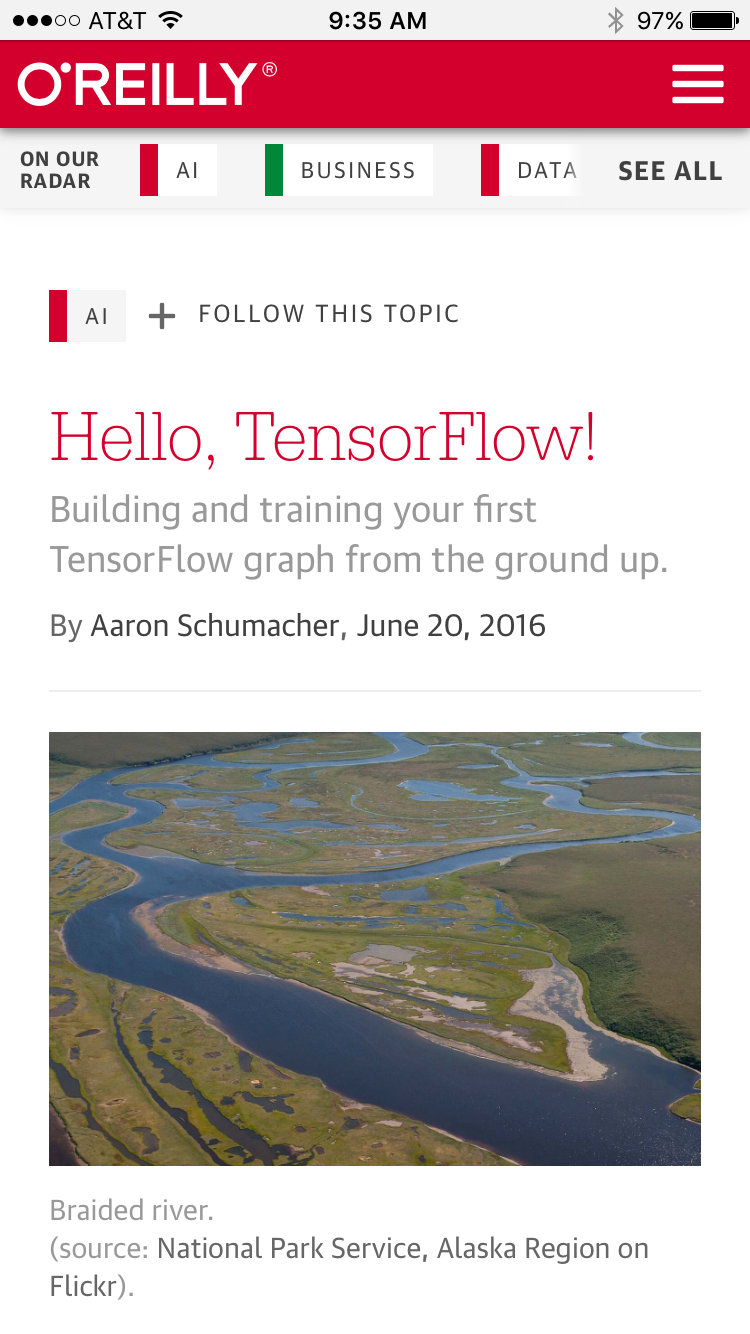 AT&T 9:35 AM 97%
O'REILLY®
ON OUR RADAR AI BUSINESS DATA SEE ALL
AI + FOLLOW THIS TOPIC
Hello, TensorFlow!
Building and training your first
TensorFlow graph from the ground up.
By Aaron Schumacher, June 20, 2016
Braided river.
(source: National Park Service, Alaska Region on
Flickr).